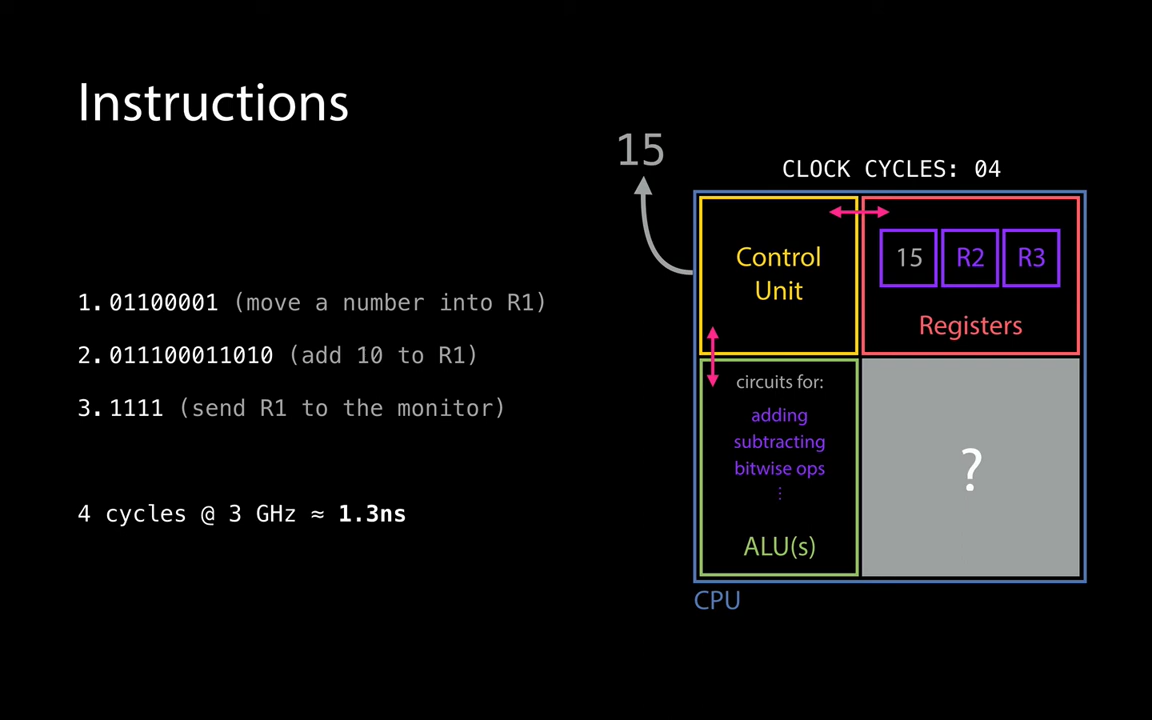 Instructions
15
CLOCK CYCLES: 04
1. 01100001 (move a number into R1)
2. 011100011010 (add 10 to R1)
3. 1111 (send R1 to the monitor)
4 cycles @ 3 GHz ≈ 1.3ns
Control
Unit
15 R2 R3
Registers
circuits for:
adding
subtracting
bitwise ops
⋮
ALU(s)
?
CPU